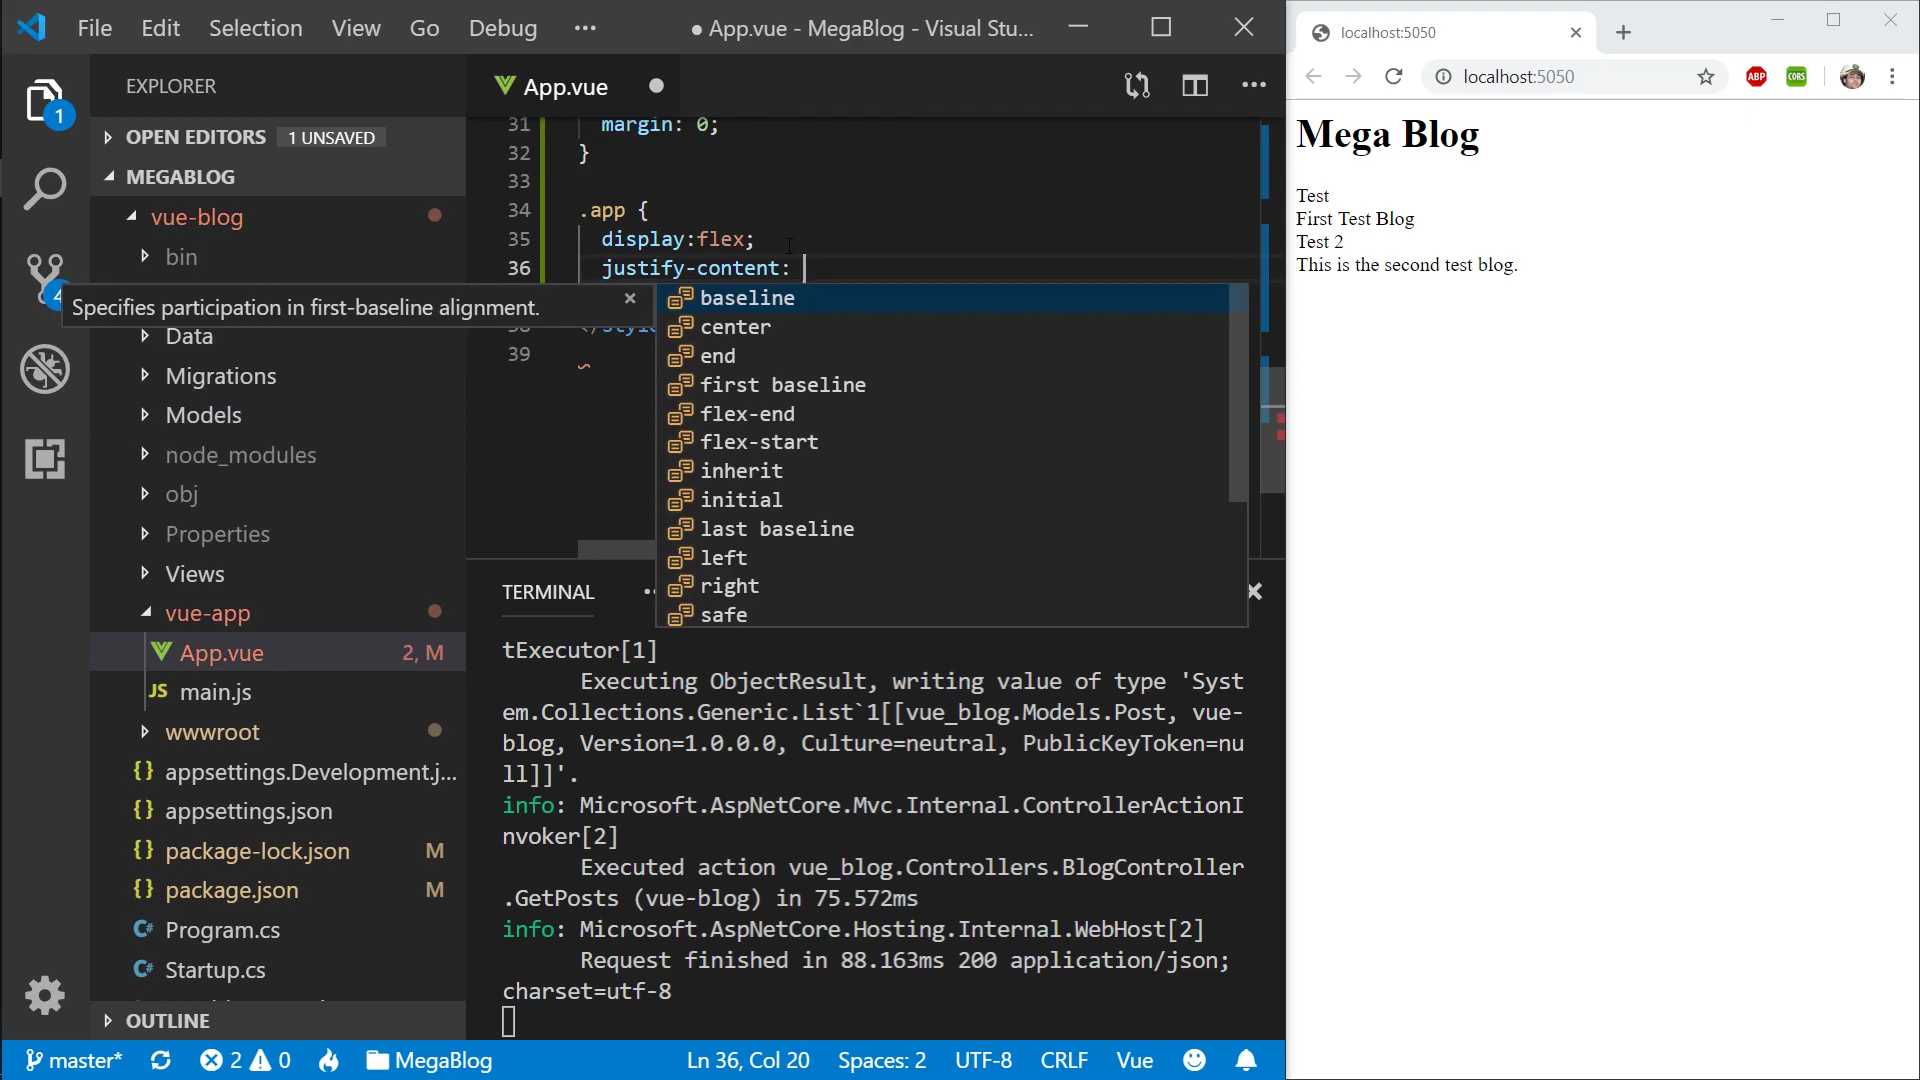 File Edit Selection View Go Debug ···
● App.vue - MegaBlog - Visual Stu...
EXPLORER
OPEN EDITORS 1 UNSAVED
MEGABLOG
vue-blog
bin
Data
Migrations
Models
node_modules
obj
Properties
Views
vue-app
App.vue 2, M
main.js
wwwroot
appsettings.Development.j...
appsettings.json
package-lock.json M
package.json M
Program.cs
Startup.cs
OUTLINE
1
4
App.vue
31 margin: 0;
32 }
33
34 .app {
35 display:flex;
36 justify-content:
39
Specifies participation in first-baseline alignment.
baseline
center
end
first baseline
flex-end
flex-start
inherit
initial
last baseline
left
right
safe
TERMINAL
tExecutor[1]
Executing ObjectResult, writing value of type 'Syst
em.Collections.Generic.List`1[[vue_blog.Models.Post, vue-
blog, Version=1.0.0.0, Culture=neutral, PublicKeyToken=nu
ll]]'.
info: Microsoft.AspNetCore.Mvc.Internal.ControllerActionI
nvoker[2]
Executed action vue_blog.Controllers.BlogController
.GetPosts (vue-blog) in 75.572ms
info: Microsoft.AspNetCore.Hosting.Internal.WebHost[2]
Request finished in 88.163ms 200 application/json;
charset=utf-8
master* 2 0 MegaBlog Ln 36, Col 20 Spaces: 2 UTF-8 CRLF Vue
localhost:5050
localhost:5050
ABP
CORS
Mega Blog
Test
First Test Blog
Test 2
This is the second test blog.